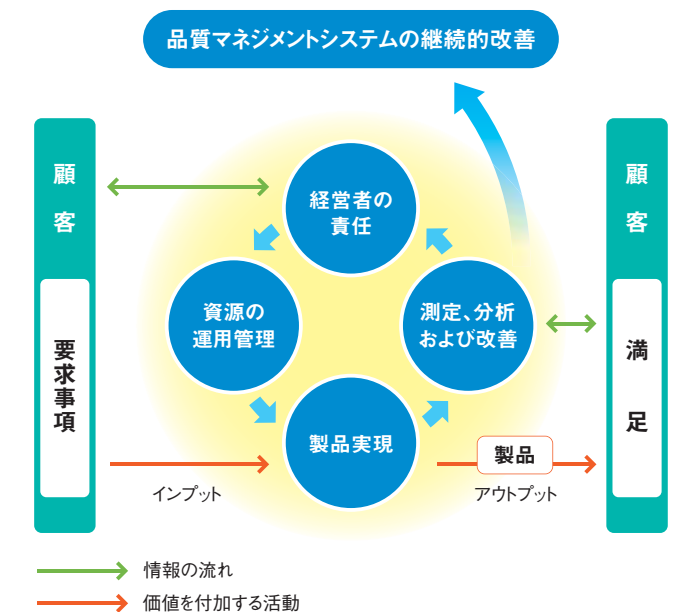 品質マネジメントシステムの継続的改善
顧客
要求事項
経営者の
責任
資源の
運用管理
測定、分析
および改善
製品実現
顧客
満足
インプット
製品
アウトプット
情報の流れ
価値を付加する活動